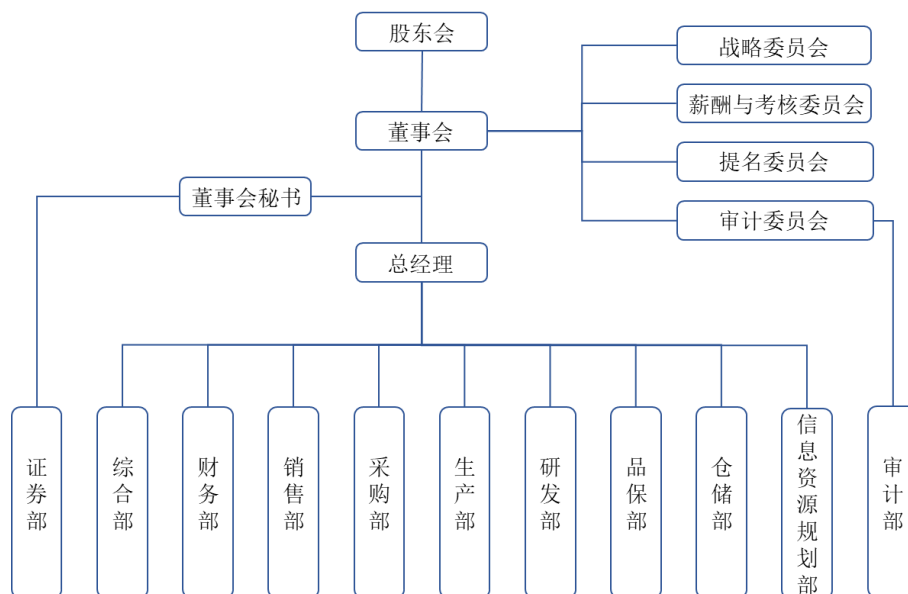 股东会
战略委员会
薪酬与考核委员会
董事会
提名委员会
董事会秘书
审计委员会
总经理
证券部
综合部
财务部
销售部
采购部
生产部
研发部
品保部
仓储部
信息资源规划部
审计部